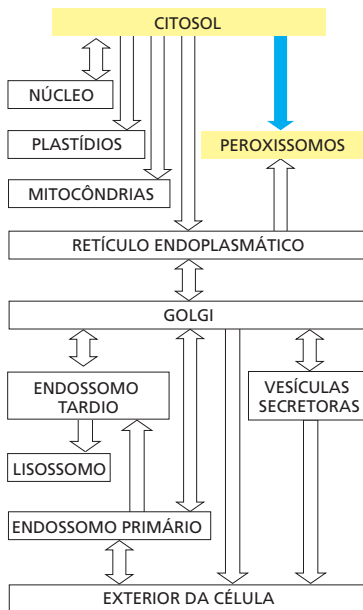 CITOSOL
NÚCLEO
PLASTÍDIOS
PEROXISSOMOS
MITOCÔNDRIAS
RETÍCULO ENDOPLASMÁTICO
GOLGI
ENDOSSOMO
TARDIO
VESÍCULAS
SECRETORAS
LISOSSOMO
ENDOSSOMO PRIMÁRIO
EXTERIOR DA CÉLULA